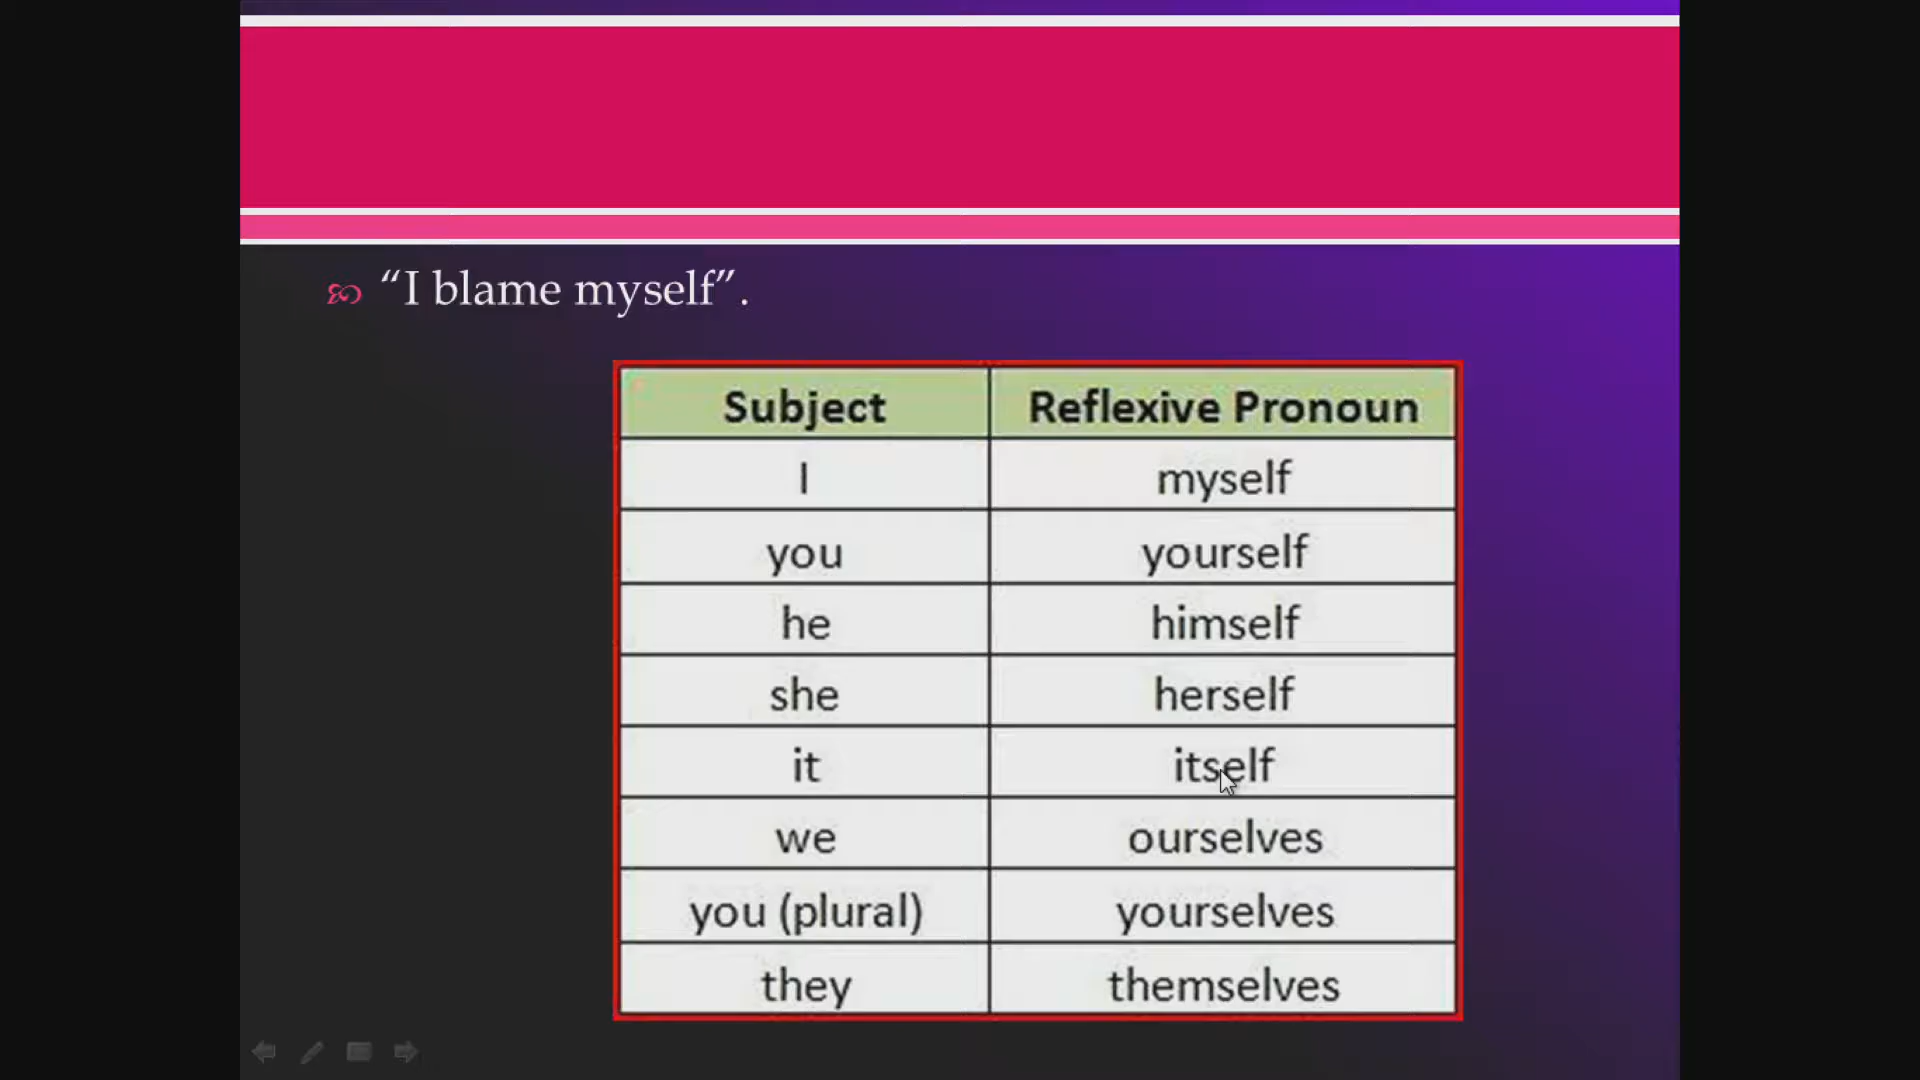 “I blame myself”.
Subject Reflexive Pronoun
I myself
you yourself
he himself
she herself
it itself
we ourselves
you (plural) yourselves
they themselves